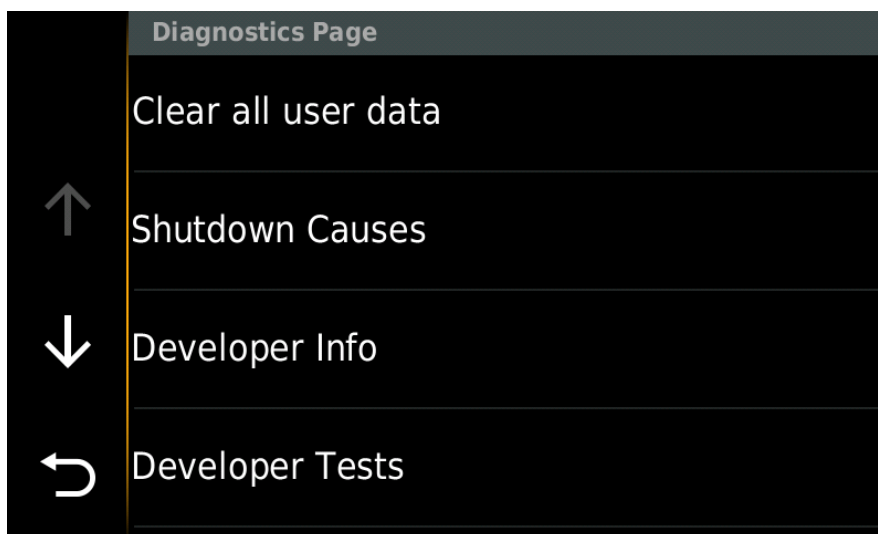 Diagnostics Page
Clear all user data
Shutdown Causes
Developer Info
Developer Tests